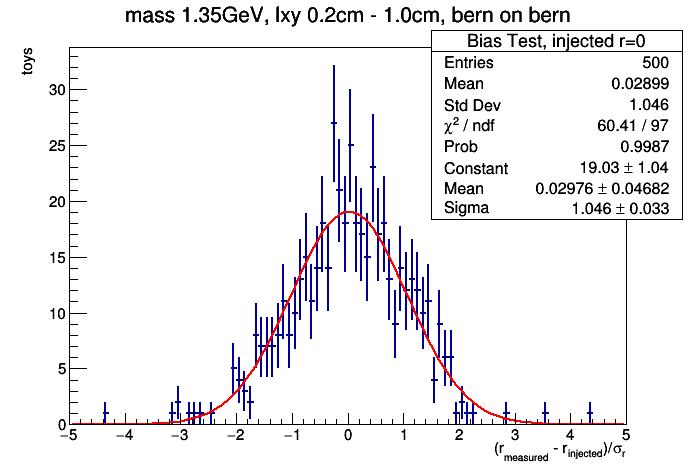 mass 1.35GeV, lxy 0.2cm - 1.0cm, bern on bern
Bias Test, injected r=0
Entries 500
Mean 0.02899
Std Dev 1.046
χ² / ndf 60.41 / 97
Prob 0.9987
Constant 19.03 ± 1.04
Mean 0.02976 ± 0.04682
Sigma 1.046 ± 0.033
toys
30
25
20
15
10
5
0
−5 −4 −3 −2 −1 0 1 2 3 4 5
(r_measured - r_injected)/σ_r